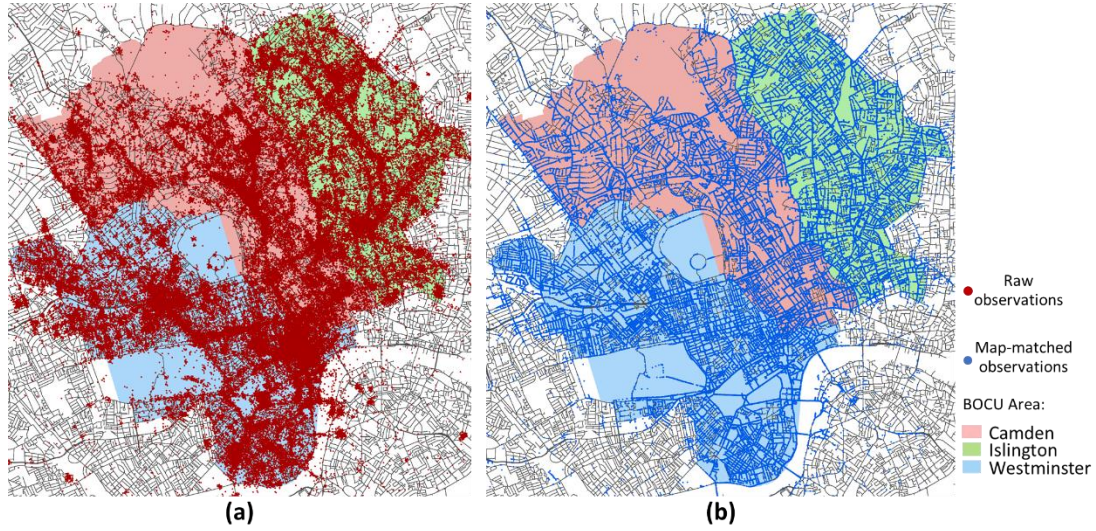 Raw
observations
Map-matched
observations
BOCU Area:
Camden
Islington
Westminster
(a)
(b)